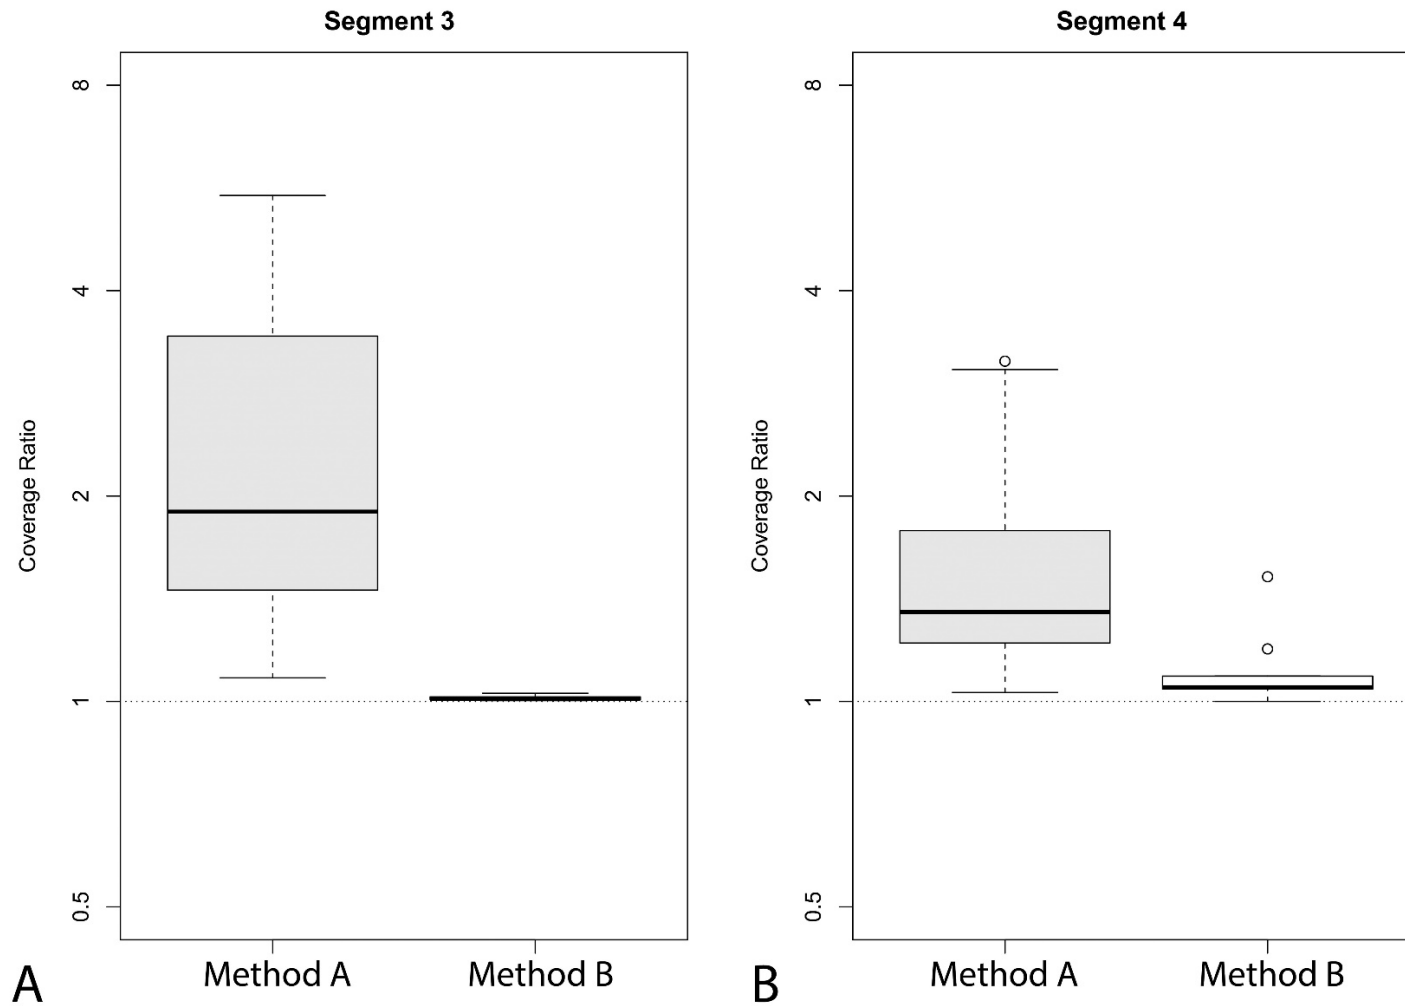 Segment 3
8
4
2
1
0.5
Coverage Ratio
Method A
Method B
A
Segment 4
8
4
2
1
0.5
Coverage Ratio
Method A
Method B
B